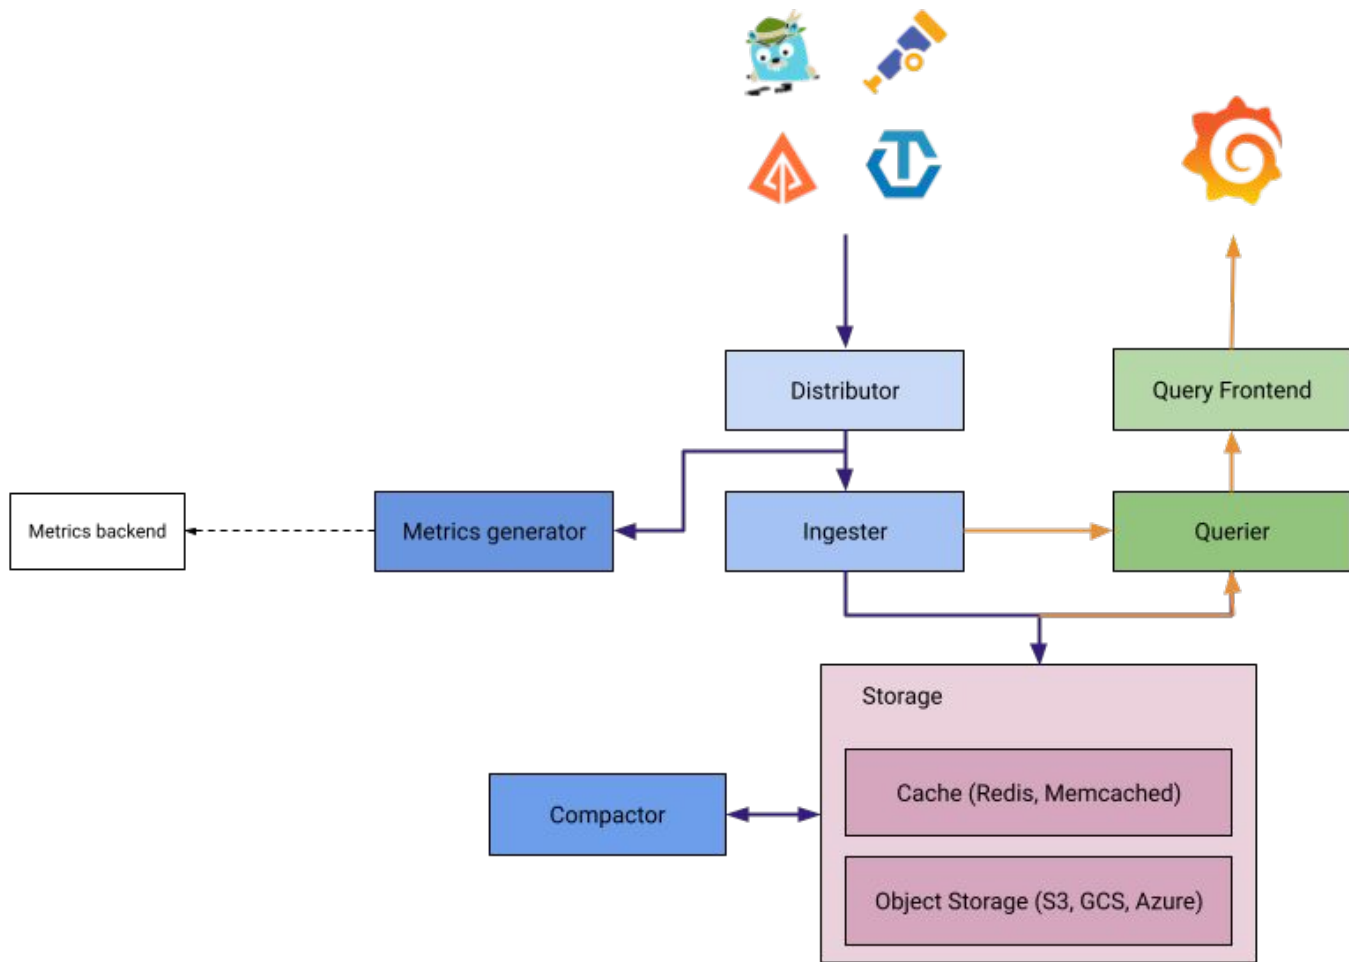 Distributor
Query Frontend
Metrics backend
Metrics generator
Ingester
Querier
Storage
Cache (Redis, Memcached)
Compactor
Object Storage (S3, GCS, Azure)